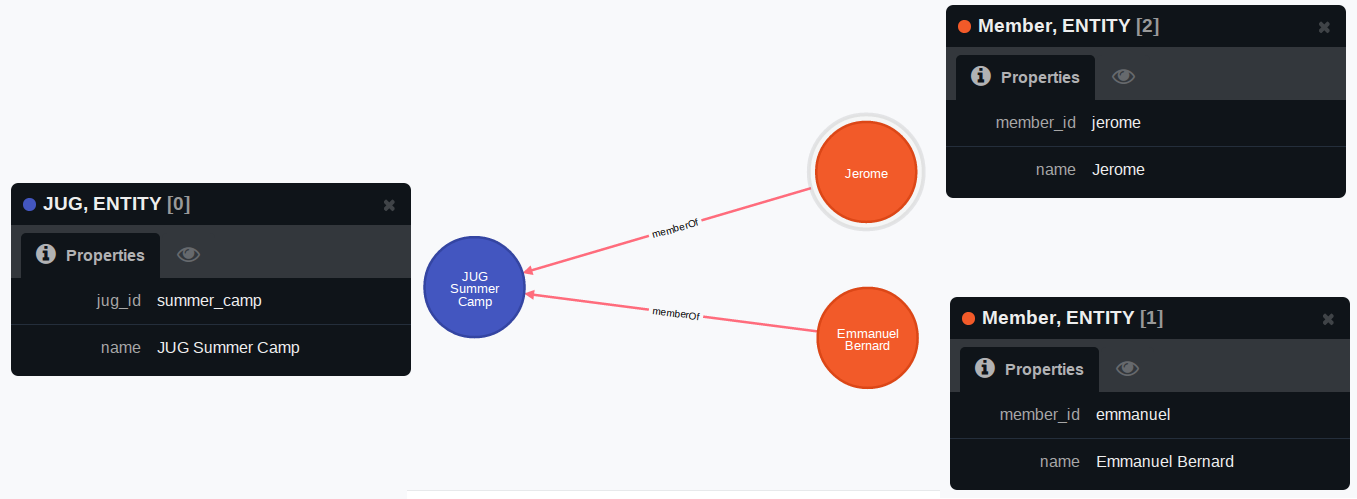 JUG, ENTITY [0]
Properties
jug_id summer_camp
name JUG Summer Camp
JUG
Summer
Camp
memberOf
memberOf
Jerome
Emmanuel
Bernard
Member, ENTITY [2]
Properties
member_id jerome
name Jerome
Member, ENTITY [1]
Properties
member_id emmanuel
name Emmanuel Bernard